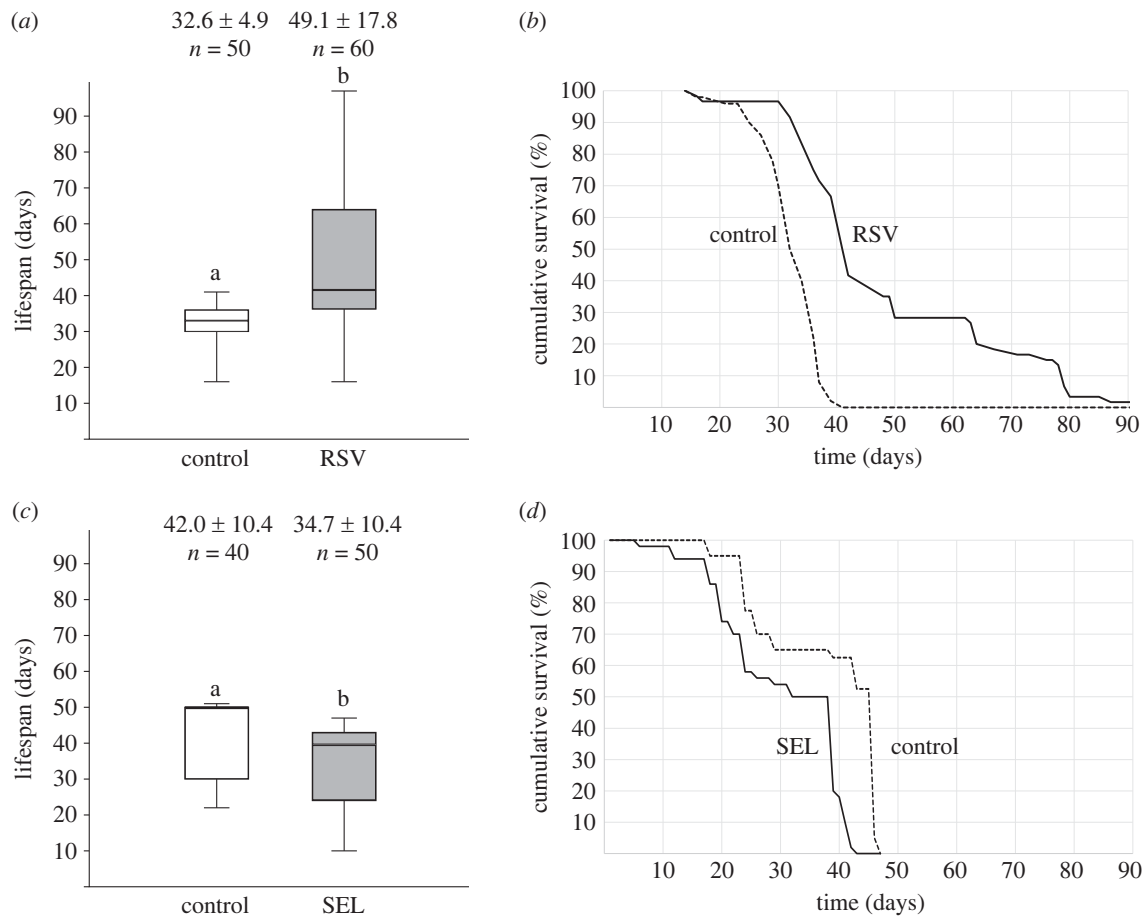 (a)
32.6 ± 4.9 49.1 ± 17.8
n = 50 n = 60
b
a
90
80
70
60
50
40
30
20
10
lifespan (days)
control RSV
(b)
100
90
80
70
60
50
40
30
20
10
cumulative survival (%)
control RSV
10 20 30 40 50 60 70 80 90
time (days)
(c)
42.0 ± 10.4 34.7 ± 10.4
n = 40 n = 50
a b
90
80
70
60
50
40
30
20
10
lifespan (days)
control SEL
(d)
100
90
80
70
60
50
40
30
20
10
cumulative survival (%)
SEL control
10 20 30 40 50 60 70 80 90
time (days)